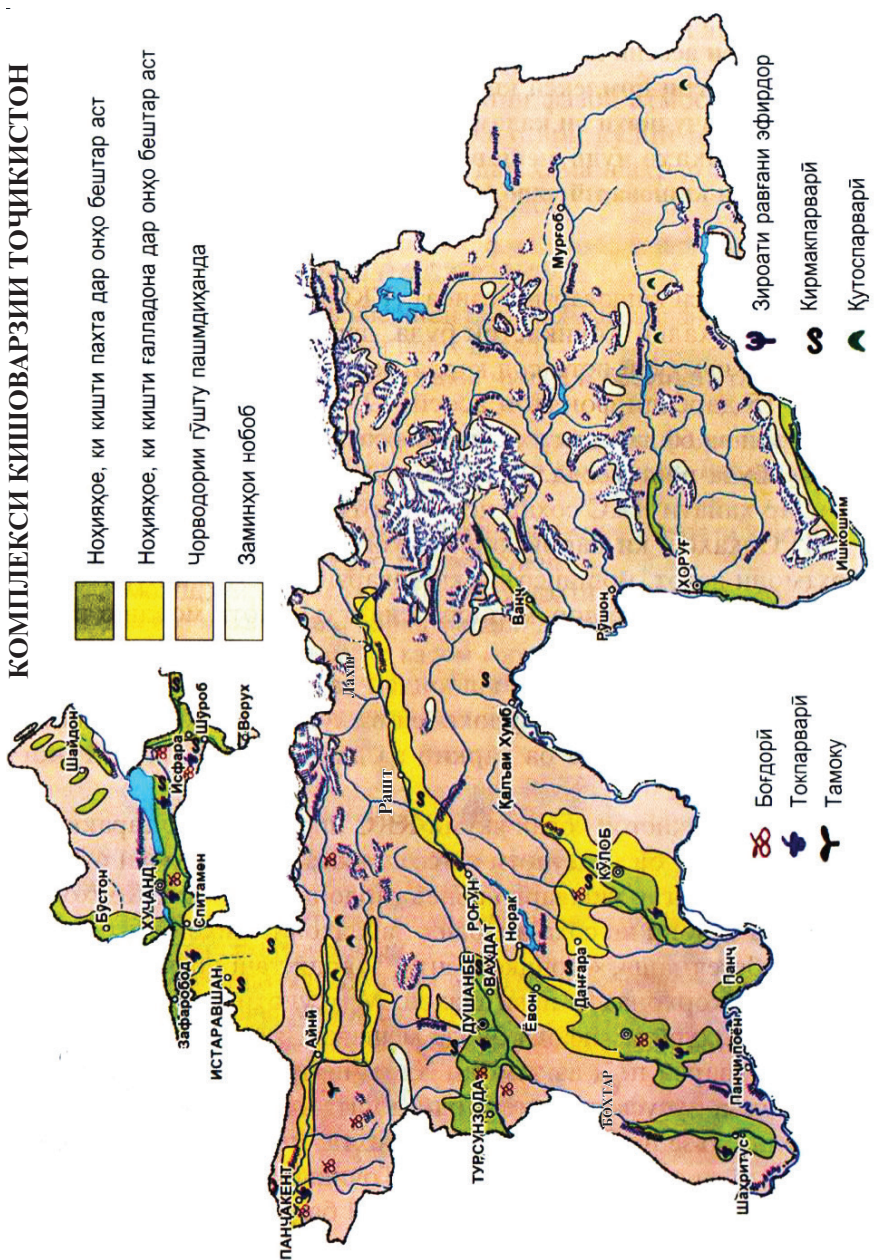 КОМПЛЕКСИ КИШОВАРЗИИ ТОҶИКИСТОН
Ноҳияҳое, ки кишти пахта дар онҳо бештар аст
Ноҳияҳое, ки кишти ғалладона дар онҳо бештар аст
Чорводории гӯшту пашмдиҳанда
Заминҳои нобоб
Шайдон
Бӯстон
ХУҶАНД
Исфара
Шӯроб
Ворух
Спитамен
Зафаробод
ИСТАРАВШАН
Айнӣ
ПАНҶАКЕНТ
Лахш
Рашт
РОҒУН
Норак
ДУШАНБЕ
ВАҲДАТ
ТУРСУНЗОДА
Ёвон
Данғара
КӮЛОБ
Қалъаи Хумб
Ванҷ
Рӯшон
ХОРУҒ
Ишкошим
Мурғоб
БОХТАР
Панҷ
Панҷи поён
Шаҳритус
Боғдорӣ
Токпарварӣ
Тамоку
Зироати равғани эфирдор
Кирмакпарварӣ
Қутоспарварӣ